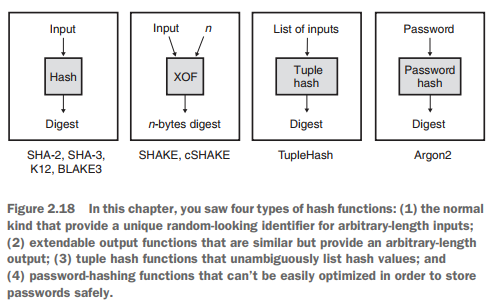 Input
Hash
Digest
SHA-2, SHA-3,
K12, BLAKE3
Input n
XOF
n-bytes digest
SHAKE, cSHAKE
List of inputs
Tuple
hash
Digest
TupleHash
Password
Password
hash
Digest
Argon2
Figure 2.18 In this chapter, you saw four types of hash functions: (1) the normal
kind that provide a unique random-looking identifier for arbitrary-length inputs;
(2) extendable output functions that are similar but provide an arbitrary-length
output; (3) tuple hash functions that unambiguously list hash values; and
(4) password-hashing functions that can't be easily optimized in order to store
passwords safely.